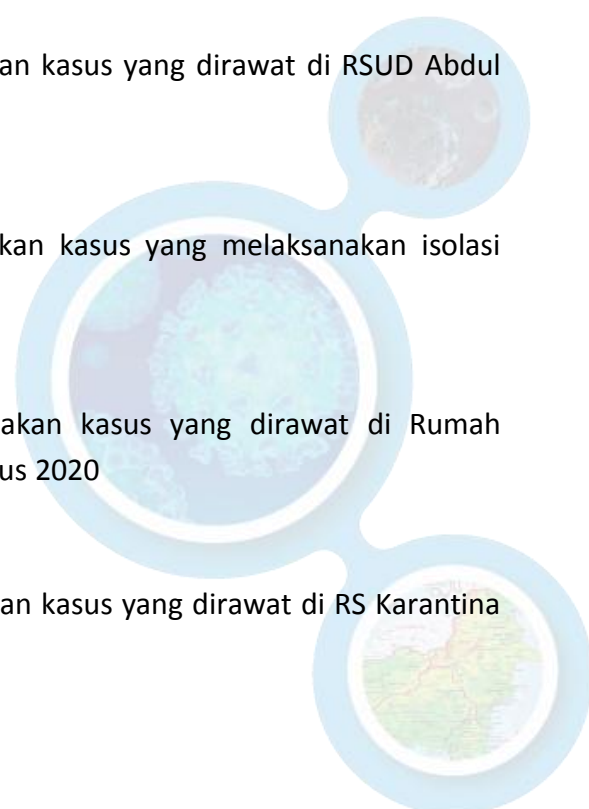 an kasus yang dirawat di RSUD Abdul
kan kasus yang melaksanakan isolasi
akan kasus yang dirawat di Rumah
us 2020
an kasus yang dirawat di RS Karantina